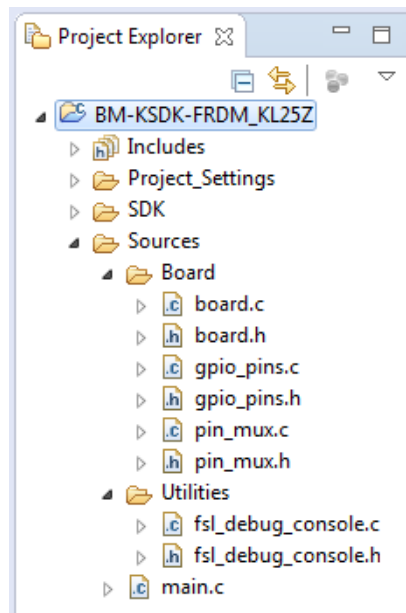 Project Explorer
BM-KSDK-FRDM_KL25Z
Includes
Project_Settings
SDK
Sources
Board
.c board.c
.h board.h
.c gpio_pins.c
.h gpio_pins.h
.c pin_mux.c
.h pin_mux.h
Utilities
.c fsl_debug_console.c
.h fsl_debug_console.h
.c main.c